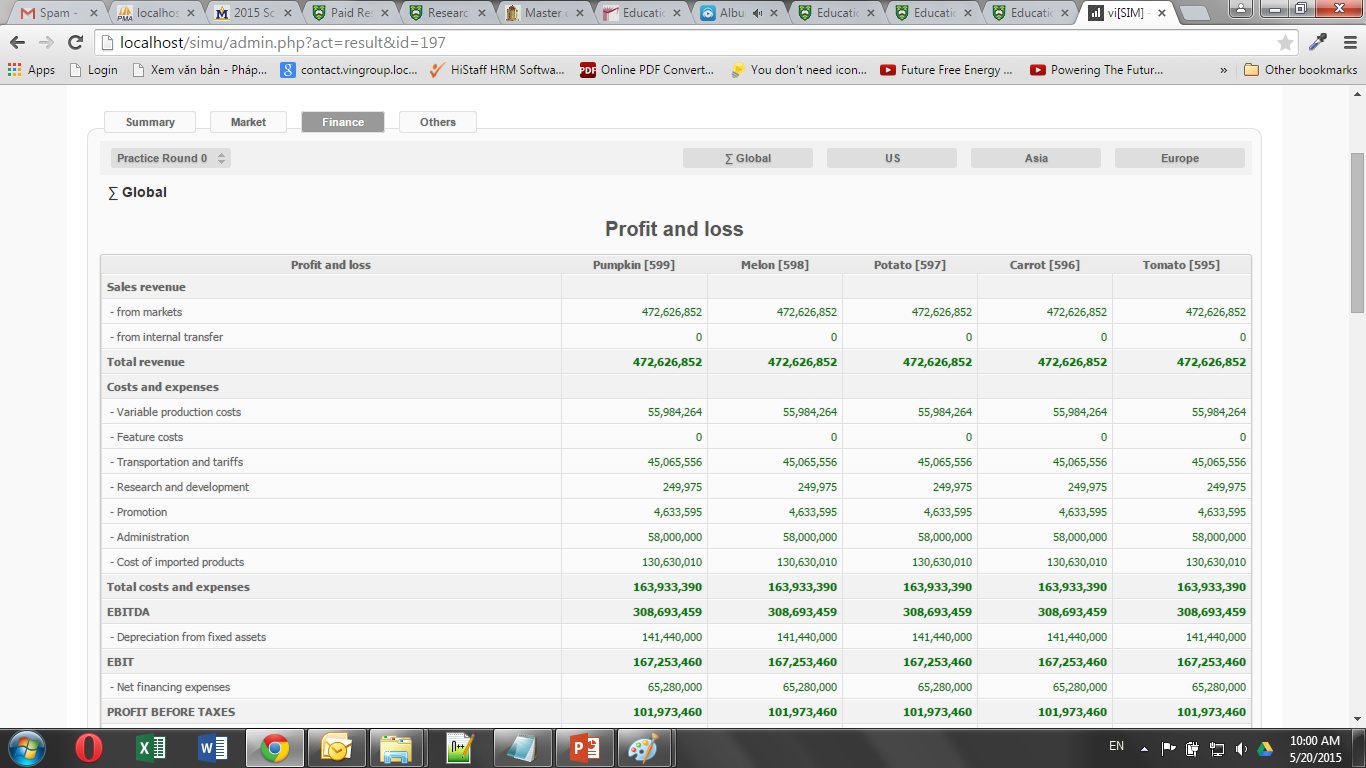 Spam - localhos 2015 Sc Paid Re Researc Master Educatio Albu Educatio Educatio Educatio vi[SIM] -
localhost/simu/admin.php?act=result&id=197
Apps Login Xem văn bản - Pháp... contact.vingroup.loc... HiStaff HRM Softwa... PDF Online PDF Convert... You don't need icon... Future Free Energy ... Powering The Futur... » Other bookmarks
Summary Market Finance Others
Practice Round 0 ∑ Global US Asia Europe
∑ Global
Profit and loss
Profit and loss Pumpkin [599] Melon [598] Potato [597] Carrot [596] Tomato [595]
Sales revenue
- from markets 472,626,852 472,626,852 472,626,852 472,626,852 472,626,852
- from internal transfer 0 0 0 0 0
Total revenue 472,626,852 472,626,852 472,626,852 472,626,852 472,626,852
Costs and expenses
- Variable production costs 55,984,264 55,984,264 55,984,264 55,984,264 55,984,264
- Feature costs 0 0 0 0 0
- Transportation and tariffs 45,065,556 45,065,556 45,065,556 45,065,556 45,065,556
- Research and development 249,975 249,975 249,975 249,975 249,975
- Promotion 4,633,595 4,633,595 4,633,595 4,633,595 4,633,595
- Administration 58,000,000 58,000,000 58,000,000 58,000,000 58,000,000
- Cost of imported products 130,630,010 130,630,010 130,630,010 130,630,010 130,630,010
Total costs and expenses 163,933,390 163,933,390 163,933,390 163,933,390 163,933,390
EBITDA 308,693,459 308,693,459 308,693,459 308,693,459 308,693,459
- Depreciation from fixed assets 141,440,000 141,440,000 141,440,000 141,440,000 141,440,000
EBIT 167,253,460 167,253,460 167,253,460 167,253,460 167,253,460
- Net financing expenses 65,280,000 65,280,000 65,280,000 65,280,000 65,280,000
PROFIT BEFORE TAXES 101,973,460 101,973,460 101,973,460 101,973,460 101,973,460
EN 10:00 AM
5/20/2015